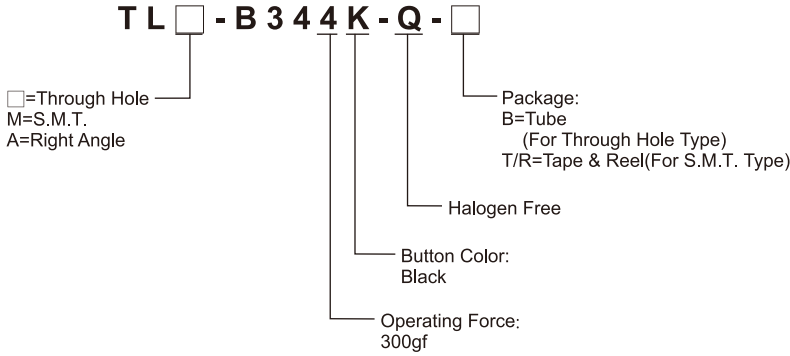 TL□-B344K-Q-□
□=Through Hole
M=S.M.T.
A=Right Angle
Package:
B=Tube
(For Through Hole Type)
T/R=Tape & Reel(For S.M.T. Type)
Halogen Free
Button Color:
Black
Operating Force:
300gf